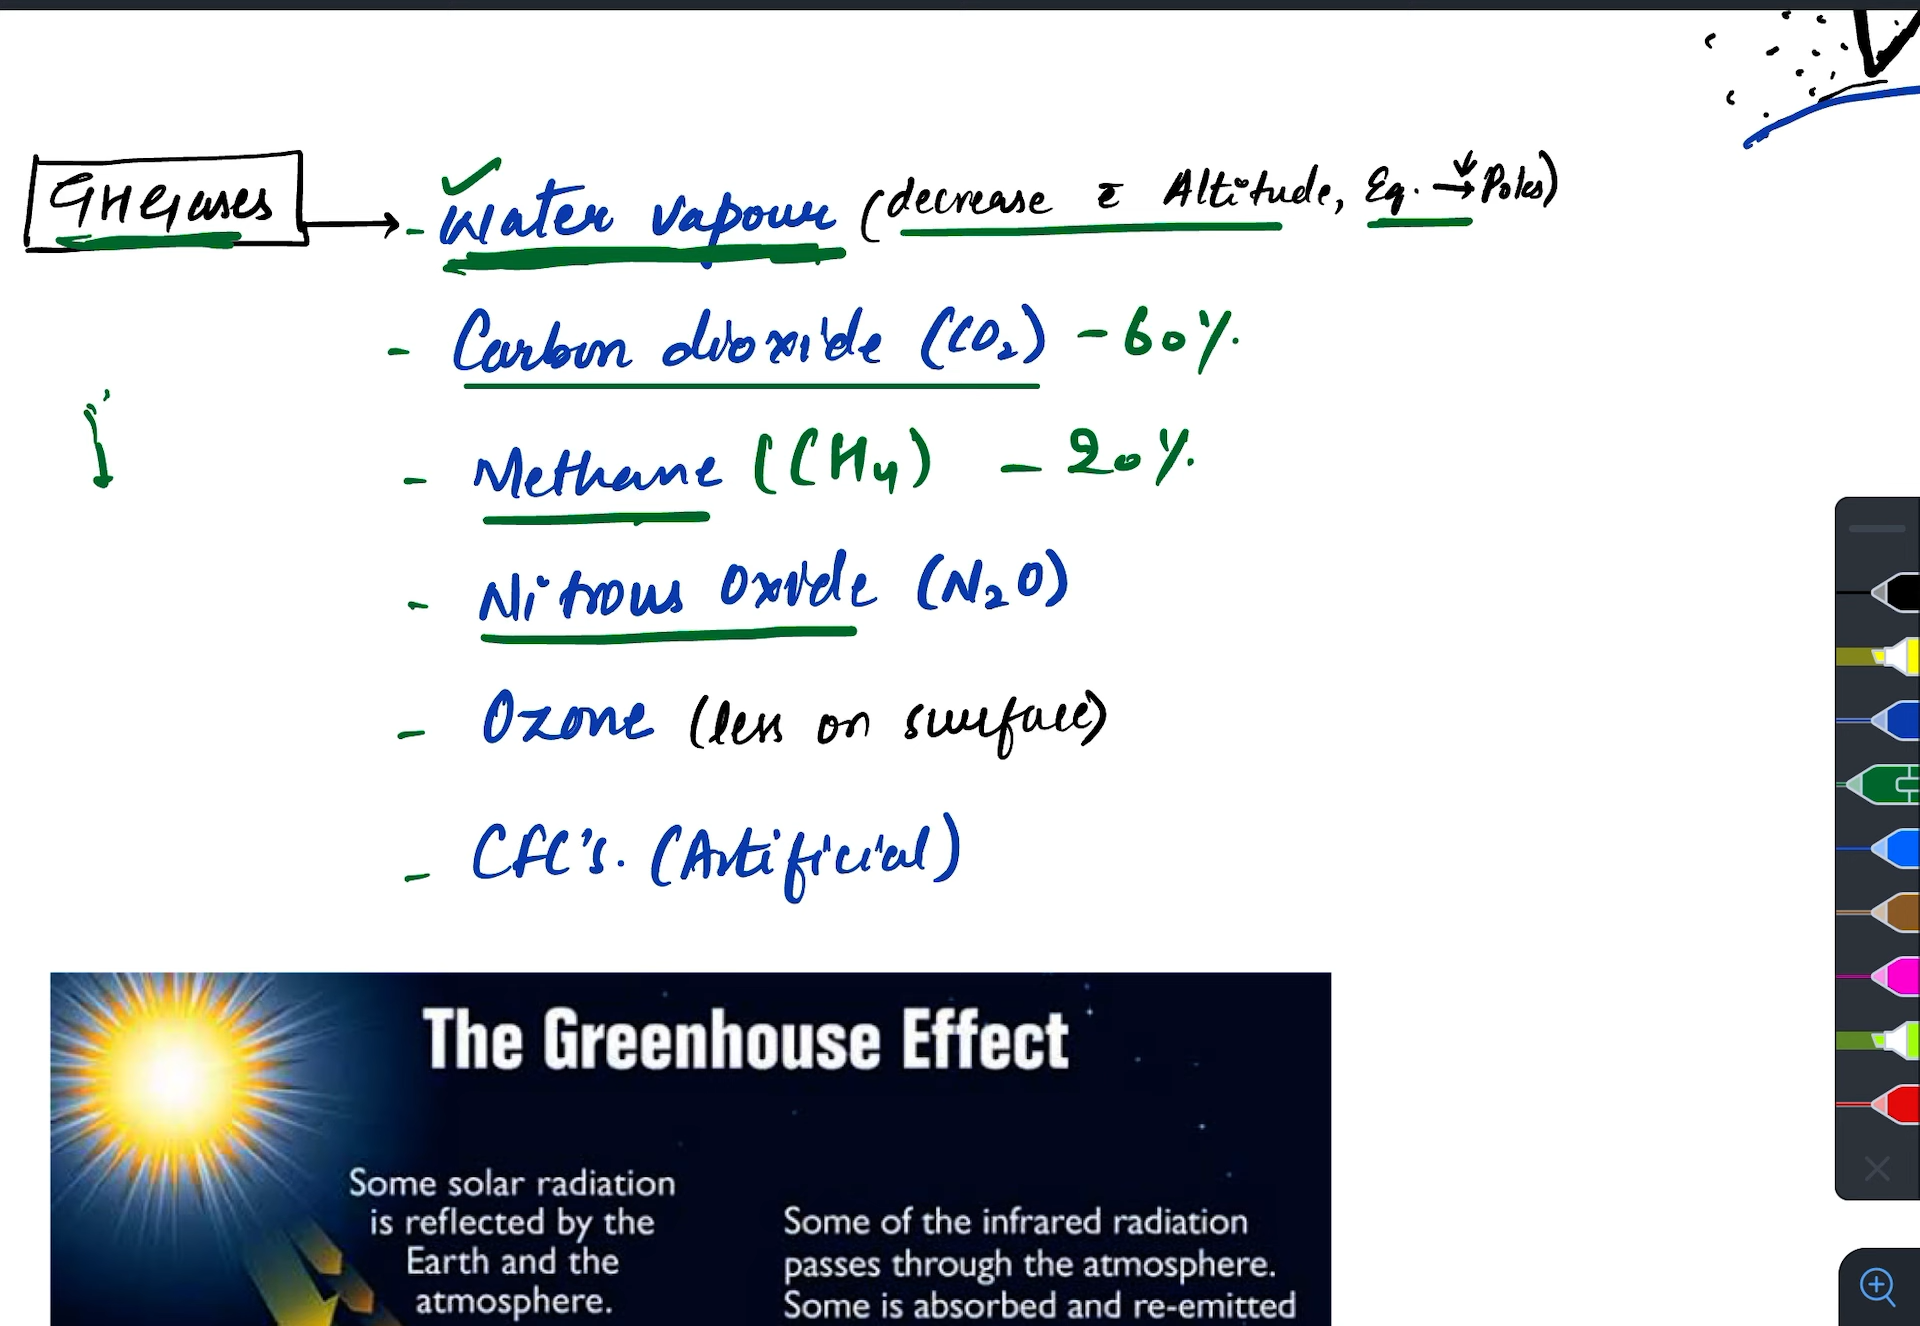 GHGases
- Water vapour (decrease c̄ Altitude, Eq. → Poles)
- Carbon dioxide (CO₂) - 60%.
- Methane (CH₄) - 20%.
- Nitrous Oxide (N₂O)
- Ozone (less on surface)
- CFC's. (Artificial)
The Greenhouse Effect
Some solar radiation
is reflected by the
Earth and the
atmosphere.
Some of the infrared radiation
passes through the atmosphere.
Some is absorbed and re-emitted